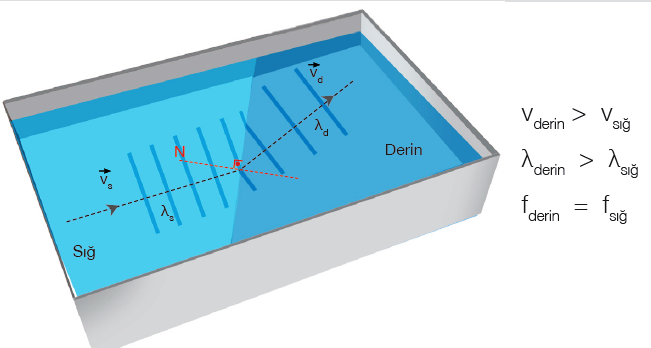 v⃗d
λd
Derin
N
v⃗s
λs
Sığ
vderin > vsığ
λderin > λsığ
fderin = fsığ